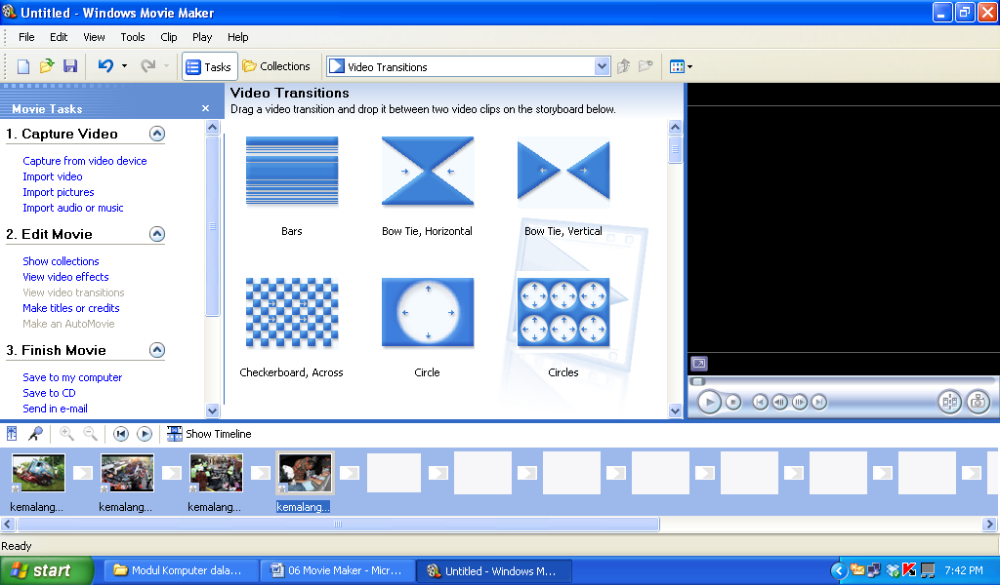 Untitled - Windows Movie Maker
File Edit View Tools Clip Play Help
Tasks Collections Video Transitions
Movie Tasks
1. Capture Video
Capture from video device
Import video
Import pictures
Import audio or music
2. Edit Movie
Show collections
View video effects
View video transitions
Make titles or credits
Make an AutoMovie
3. Finish Movie
Save to my computer
Save to CD
Send in e-mail
Video Transitions
Drag a video transition and drop it between two video clips on the storyboard below.
Bars Bow Tie, Horizontal Bow Tie, Vertical
Checkerboard, Across Circle Circles
Show Timeline
kemalang... kemalang... kemalang... kemalang...
Ready
start Modul Komputer dala... 06 Movie Maker - Micr... Untitled - Windows M... 7:42 PM